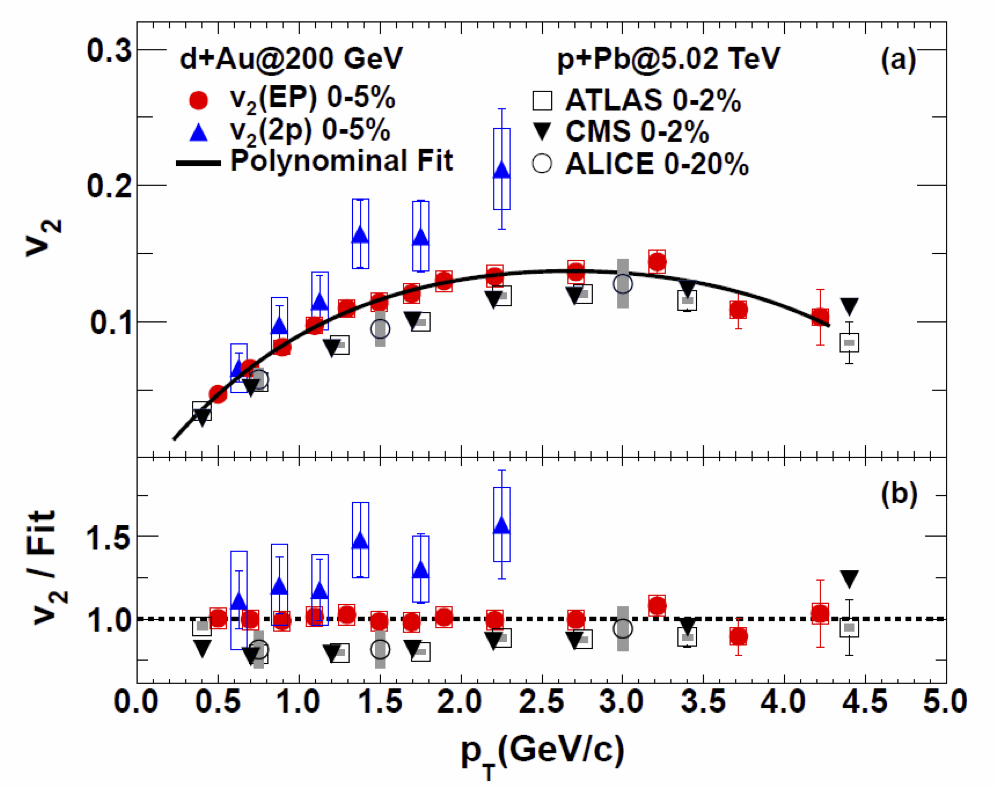 0.3
0.2
0.1
v2
d+Au@200 GeV
v2(EP) 0-5%
v2(2p) 0-5%
Polynominal Fit
p+Pb@5.02 TeV
ATLAS 0-2%
CMS 0-2%
ALICE 0-20%
(a)
(b)
1.5
1.0
v2 / Fit
0.0 0.5 1.0 1.5 2.0 2.5 3.0 3.5 4.0 4.5 5.0
pT(GeV/c)